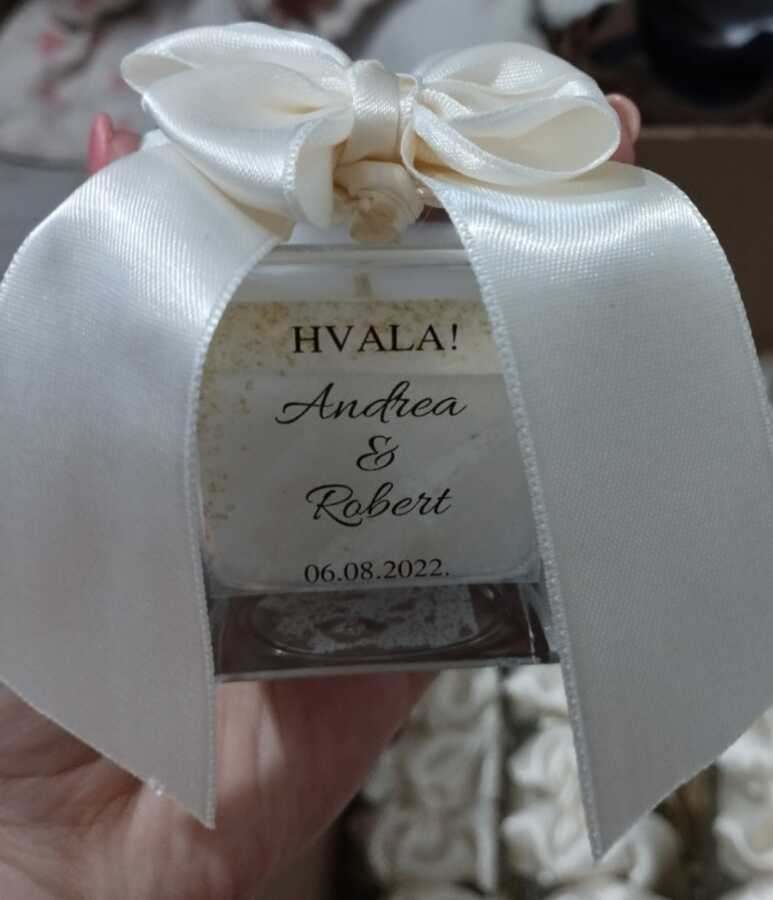 HVALA!
Andrea
&
Robert
06.08.2022.